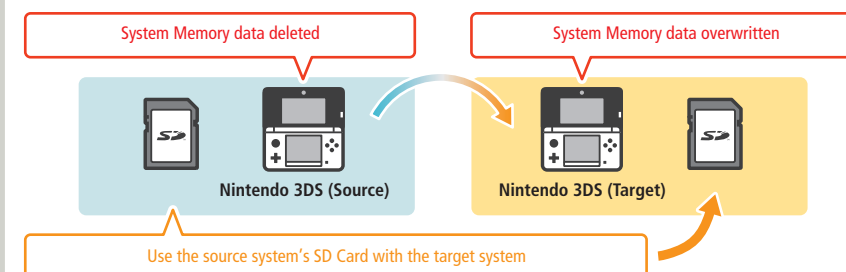 System Memory data deleted
System Memory data overwritten
SD
SD
Nintendo 3DS (Source)
Nintendo 3DS (Target)
Use the source system's SD Card with the target system